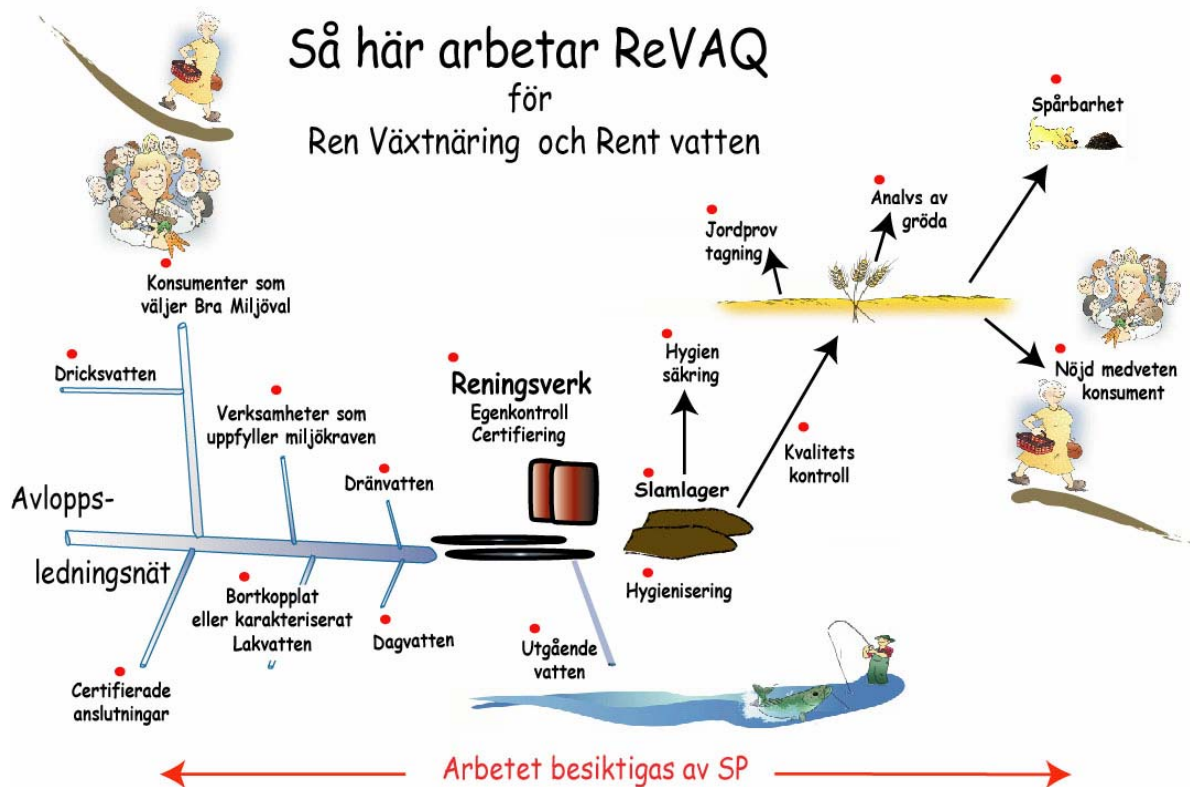 Så här arbetar ReVAQ
för
Ren Växtnäring och Rent vatten
Spårbarhet
Analys av
gröda
Jordprov
tagning
Konsumenter som
väljer Bra Miljöval
Dricksvatten
Verksamheter som
uppfyller miljökraven
Reningsverk
Egenkontroll
Certifiering
Hygien
säkring
Nöjd medveten
konsument
Kvalitets
kontroll
Dränvatten
Slamlager
Avlopps-
ledningsnät
Hygienisering
Bortkopplat
eller karakteriserat
Lakvatten
Dagvatten
Utgående
vatten
Certifierade
anslutningar
Arbetet besiktigas av SP